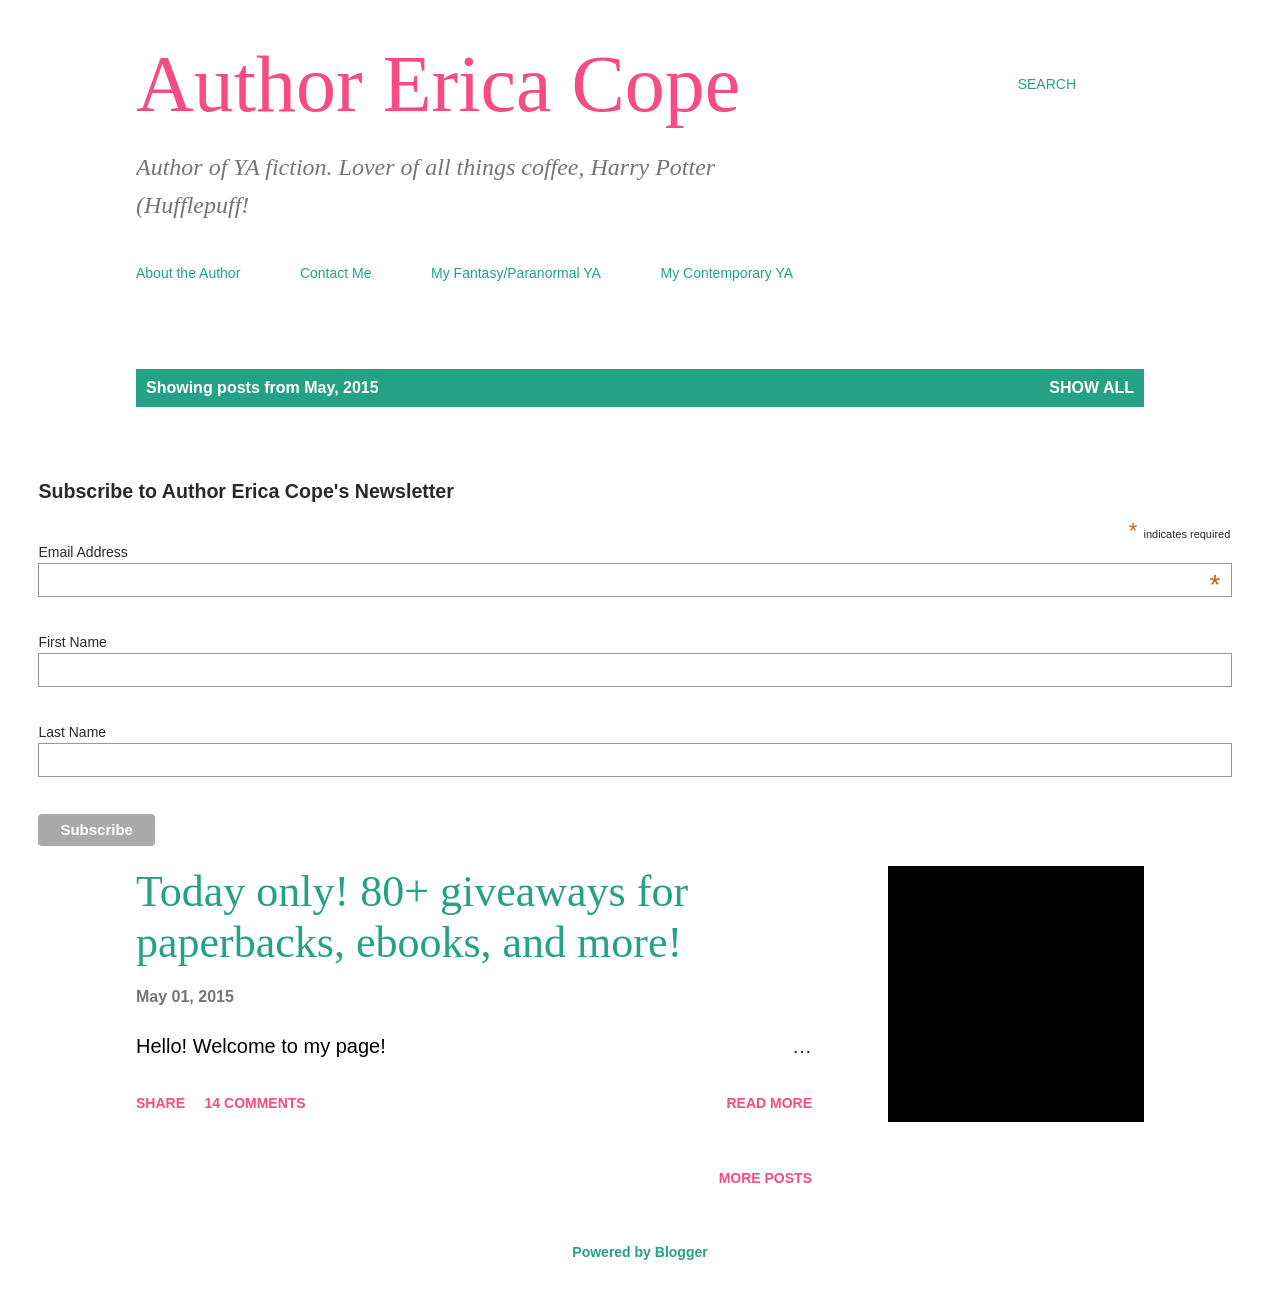 Author Erica Cope
SEARCH
Author of YA fiction. Lover of all things coffee, Harry Potter
(Hufflepuff!
About the Author
Contact Me
My Fantasy/Paranormal YA
My Contemporary YA
Showing posts from May, 2015
SHOW ALL
Subscribe to Author Erica Cope's Newsletter
* indicates required
Email Address
*
First Name
Last Name
Subscribe
Today only! 80+ giveaways for
paperbacks, ebooks, and more!
May 01, 2015
Hello! Welcome to my page! …
SHARE
14 COMMENTS
READ MORE
MORE POSTS
Powered by Blogger